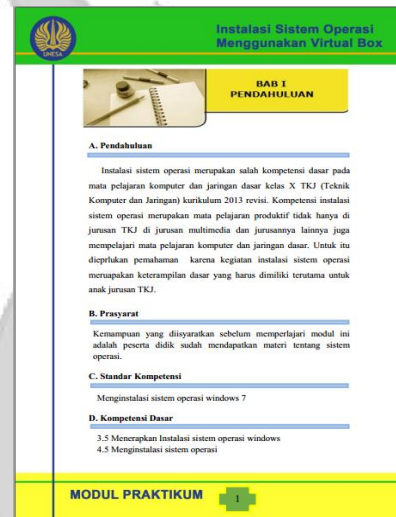 UNESA
Instalasi Sistem Operasi
Menggunakan Virtual Box
BAB I
PENDAHULUAN
A. Pendahuluan
Instalasi sistem operasi merupakan salah kompetensi dasar pada
mata pelajaran komputer dan jaringan dasar kelas X TKJ (Teknik
Komputer dan Jaringan) kurikulum 2013 revisi. Kompetensi instalasi
sistem operasi merupakan mata pelajaran produktif tidak hanya di
jurusan TKJ di jurusan multimedia dan jurusannya lainnya juga
mempelajari mata pelajaran komputer dan jaringan dasar. Untuk itu
dieprlukan pemahaman karena kegiatan instalasi sistem operasi
meruapakan keterampilan dasar yang harus dimiliki terutama untuk
anak jurusan TKJ.
B. Prasyarat
Kemampuan yang diisyaratkan sebelum memperlajari modul ini
adalah peserta didik sudah mendapatkan materi tentang sistem
operasi.
C. Standar Kompetensi
Menginstalasi sistem operasi windows 7
D. Kompetensi Dasar
3.5 Menerapkan Instalasi sistem operasi windows
4.5 Menginstalasi sistem operasi
MODUL PRAKTIKUM
1